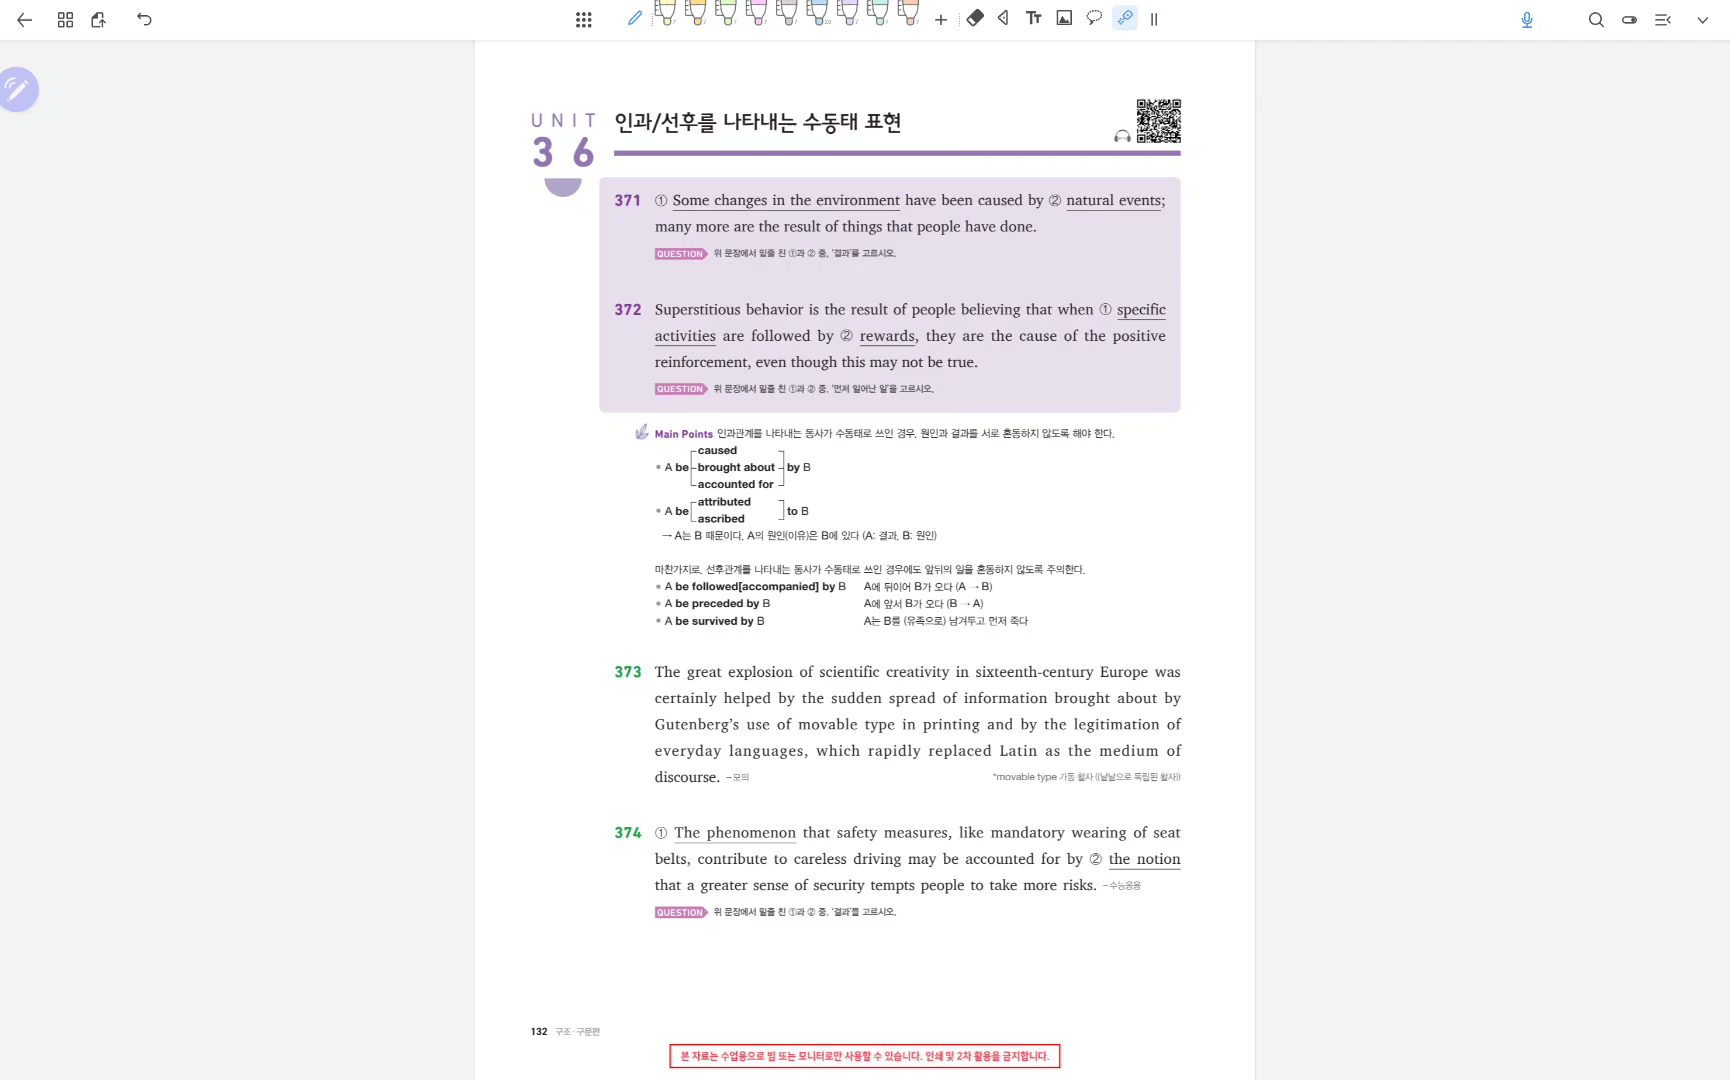 Tr
UNIT 인과/선후를 나타내는 수동태 표현
36
371 ① Some changes in the environment have been caused by ② natural events;
many more are the result of things that people have done.
QUESTION 위 문장에서 밑줄 친 ①과 ② 중, '결과'를 고르시오.
372 Superstitious behavior is the result of people believing that when ① specific
activities are followed by ② rewards, they are the cause of the positive
reinforcement, even though this may not be true.
QUESTION 위 문장에서 밑줄 친 ①과 ② 중, '먼저 일어난 일'을 고르시오.
Main Points 인과관계를 나타내는 동사가 수동태로 쓰인 경우, 원인과 결과를 서로 혼동하지 않도록 해야 한다.
caused
• A be brought about by B
accounted for
attributed
• A be to B
ascribed
→ A는 B 때문이다, A의 원인(이유)은 B에 있다 (A: 결과, B: 원인)
마찬가지로, 선후관계를 나타내는 동사가 수동태로 쓰인 경우에도 앞뒤의 일을 혼동하지 않도록 주의한다.
• A be followed[accompanied] by B A에 뒤이어 B가 오다 (A → B)
• A be preceded by B A에 앞서 B가 오다 (B → A)
• A be survived by B A는 B를 (유족으로) 남겨두고 먼저 죽다
373 The great explosion of scientific creativity in sixteenth-century Europe was
certainly helped by the sudden spread of information brought about by
Gutenberg's use of movable type in printing and by the legitimation of
everyday languages, which rapidly replaced Latin as the medium of
discourse. –모의 *movable type 가동 활자 ((낱낱으로 독립된 활자))
374 ① The phenomenon that safety measures, like mandatory wearing of seat
belts, contribute to careless driving may be accounted for by ② the notion
that a greater sense of security tempts people to take more risks. –수능응용
QUESTION 위 문장에서 밑줄 친 ①과 ② 중, '결과'를 고르시오.
132 구조·구문편
본 자료는 수업용으로 빔 또는 모니터로만 사용할 수 있습니다. 인쇄 및 2차 활용을 금지합니다.